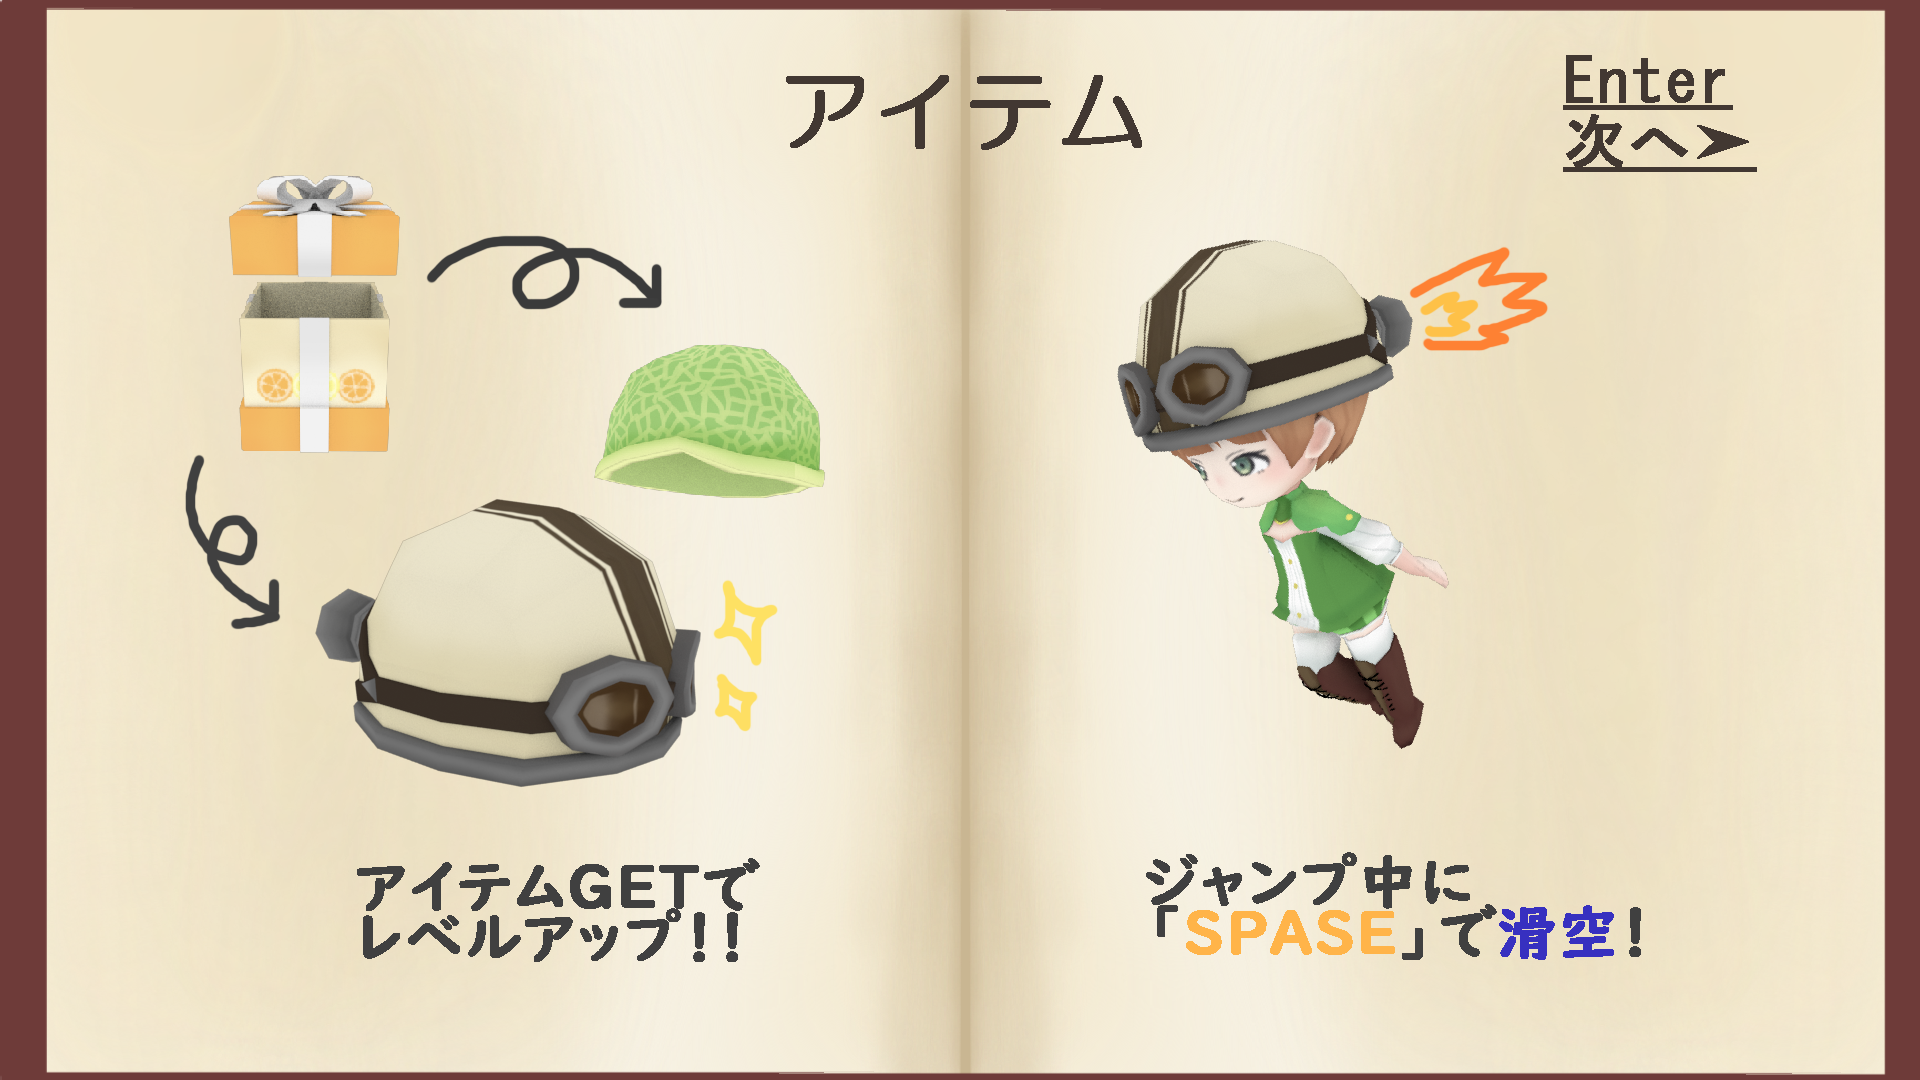 アイテム
Enter
次へ➤
アイテムGETで
レベルアップ!!
ジャンプ中に
「SPASE」で滑空!